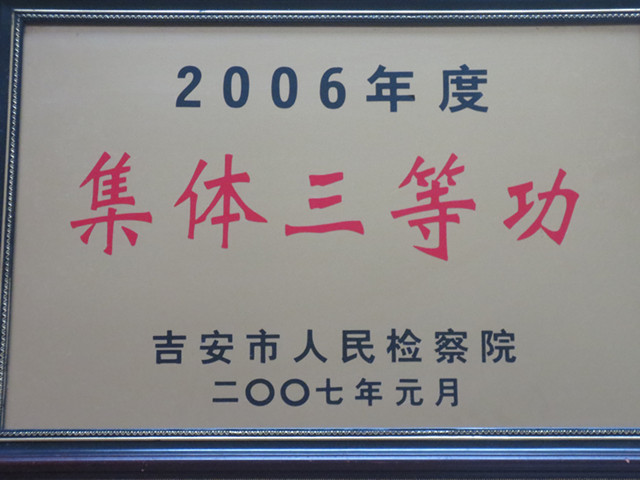 2006年度
集体三等功
吉安市人民检察院
二〇〇七年元月